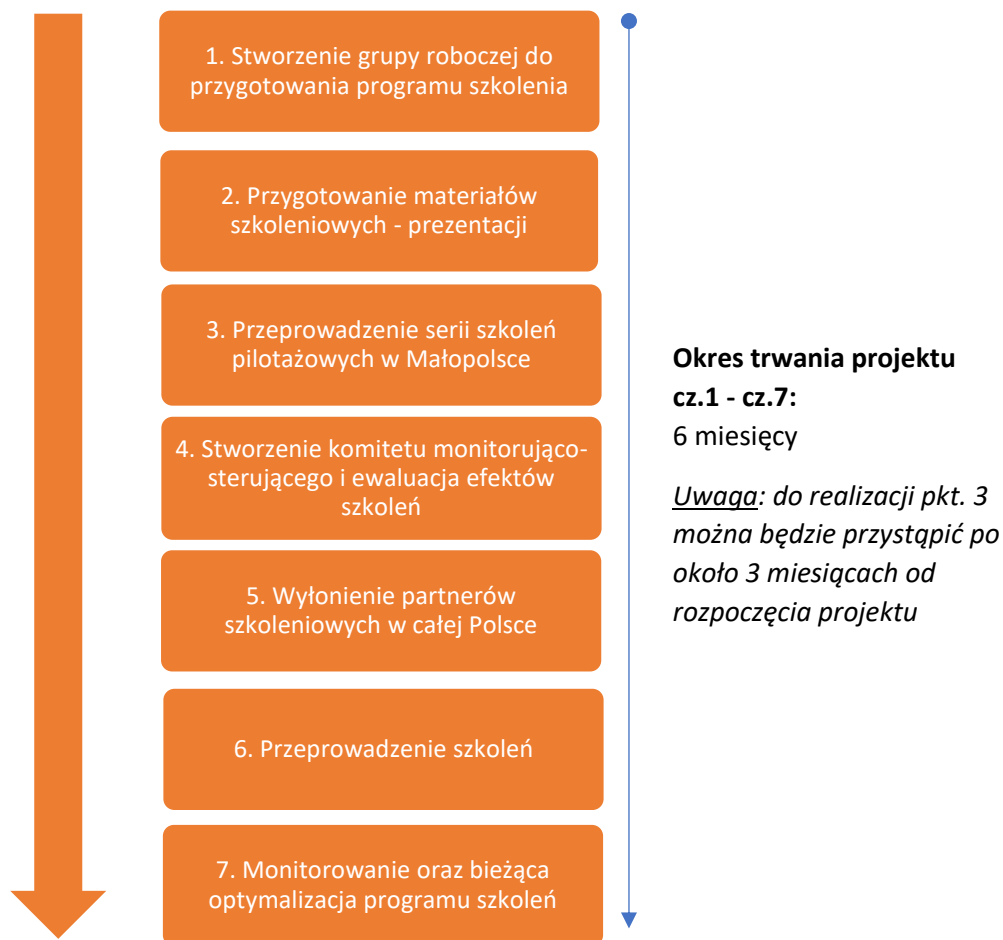 1. Stworzenie grupy roboczej do
przygotowania programu szkolenia
2. Przygotowanie materiałów
szkoleniowych - prezentacji
3. Przeprowadzenie serii szkoleń
pilotażowych w Małopolsce
4. Stworzenie komitetu monitorująco-
sterującego i ewaluacja efektów
szkoleń
5. Wyłonienie partnerów
szkoleniowych w całej Polsce
6. Przeprowadzenie szkoleń
7. Monitorowanie oraz bieżąca
optymalizacja programu szkoleń
Okres trwania projektu
cz.1 - cz.7:
6 miesięcy
Uwaga: do realizacji pkt. 3
można będzie przystąpić po
około 3 miesiącach od
rozpoczęcia projektu